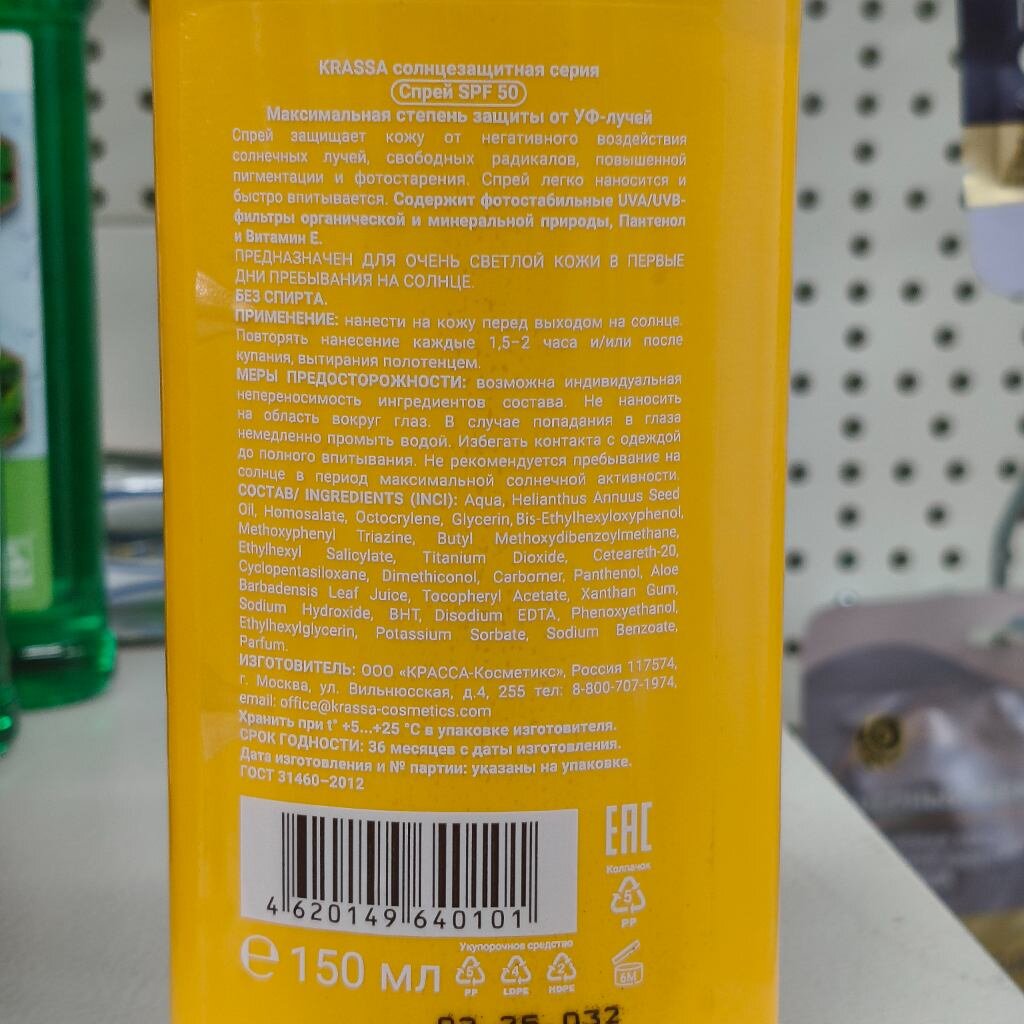 KRASSA солнцезащитная серия
Спрей SPF 50
Максимальная степень защиты от УФ-лучей
Спрей защищает кожу от негативного воздействия
солнечных лучей, свободных радикалов, повышенной
пигментации и фотостарения. Спрей легко наносится и
быстро впитывается. Содержит фотостабильные UVA/UVB-
фильтры органической и минеральной природы, Пантенол
и Витамин Е.
ПРЕДНАЗНАЧЕН ДЛЯ ОЧЕНЬ СВЕТЛОЙ КОЖИ В ПЕРВЫЕ
ДНИ ПРЕБЫВАНИЯ НА СОЛНЦЕ.
БЕЗ СПИРТА.
ПРИМЕНЕНИЕ: нанести на кожу перед выходом на солнце.
Повторять нанесение каждые 1,5–2 часа и/или после
купания, вытирания полотенцем.
МЕРЫ ПРЕДОСТОРОЖНОСТИ: возможна индивидуальная
непереносимость ингредиентов состава. Не наносить
на область вокруг глаз. В случае попадания в глаза
немедленно промыть водой. Избегать контакта с одеждой
до полного впитывания. Не рекомендуется пребывание на
солнце в период максимальной солнечной активности.
СОСТАВ/ INGREDIENTS (INCI): Aqua, Helianthus Annuus Seed
Oil, Homosalate, Octocrylene, Glycerin, Bis-Ethylhexyloxyphenol,
Methoxyphenyl Triazine, Butyl Methoxydibenzoylmethane,
Ethylhexyl Salicylate, Titanium Dioxide, Ceteareth-20,
Cyclopentasiloxane, Dimethiconol, Carbomer, Panthenol, Aloe
Barbadensis Leaf Juice, Tocopheryl Acetate, Xanthan Gum,
Sodium Hydroxide, BHT, Disodium EDTA, Phenoxyethanol,
Ethylhexylglycerin, Potassium Sorbate, Sodium Benzoate,
Parfum.
ИЗГОТОВИТЕЛЬ: ООО «КРАССА-Косметикс», Россия 117574,
г. Москва, ул. Вильнюсская, д.4, 255 тел: 8-800-707-1974,
email: office@krassa-cosmetics.com
Хранить при t° +5...+25 °C в упаковке изготовителя.
СРОК ГОДНОСТИ: 36 месяцев с даты изготовления.
Дата изготовления и № партии: указаны на упаковке.
ГОСТ 31460–2012
EAC
Колпачок
5
PP
4 620149 640101
Укупорочное средство
e 150 мл
5 4 2
PP LDPE HDPE
6M
032